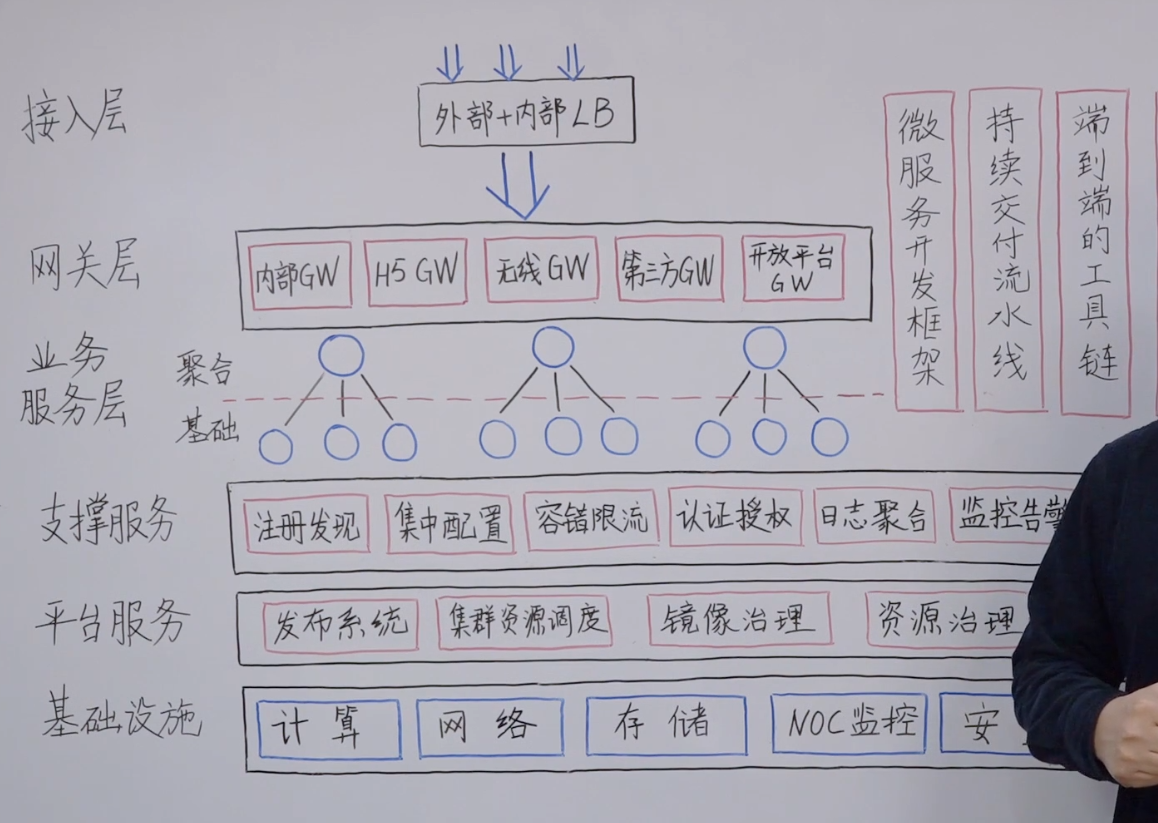 接入层
外部+内部LB
网关层
内部GW
H5 GW
无线GW
第三方GW
开放平台
GW
业务
服务层
聚合
基础
支撑服务
注册发现
集中配置
容错限流
认证授权
日志聚合
监控告警
平台服务
发布系统
集群资源调度
镜像治理
资源治理
基础设施
计算
网络
存储
NOC监控
安
微服务开发框架
持续交付流水线
端到端的工具链